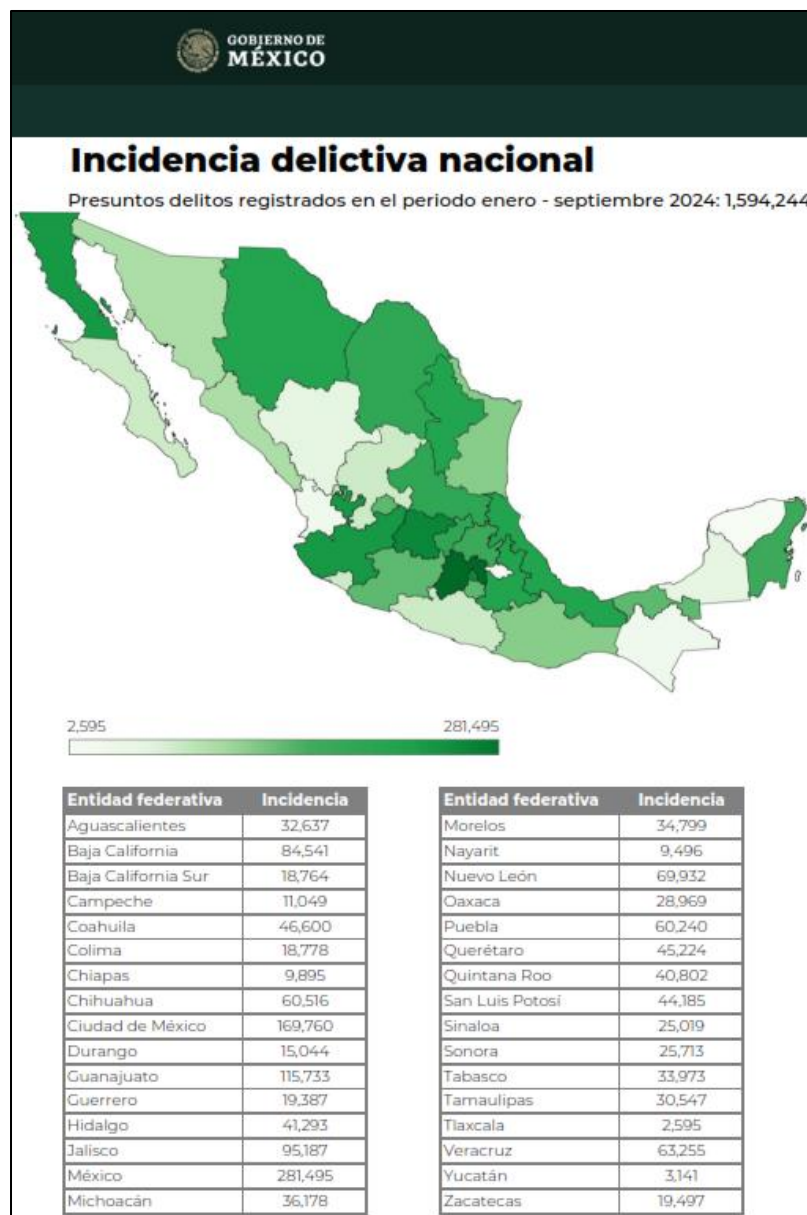 GOBIERNO DE
MÉXICO
Incidencia delictiva nacional
Presuntos delitos registrados en el periodo enero - septiembre 2024: 1,594,244
2,595 281,495
Entidad federativa Incidencia
Aguascalientes 32,637
Baja California 84,541
Baja California Sur 18,764
Campeche 11,049
Coahuila 46,600
Colima 18,778
Chiapas 9,895
Chihuahua 60,516
Ciudad de México 169,760
Durango 15,044
Guanajuato 115,733
Guerrero 19,387
Hidalgo 41,293
Jalisco 95,187
México 281,495
Michoacán 36,178
Entidad federativa Incidencia
Morelos 34,799
Nayarit 9,496
Nuevo León 69,932
Oaxaca 28,969
Puebla 60,240
Querétaro 45,224
Quintana Roo 40,802
San Luis Potosí 44,185
Sinaloa 25,019
Sonora 25,713
Tabasco 33,973
Tamaulipas 30,547
Tlaxcala 2,595
Veracruz 63,255
Yucatán 3,141
Zacatecas 19,497